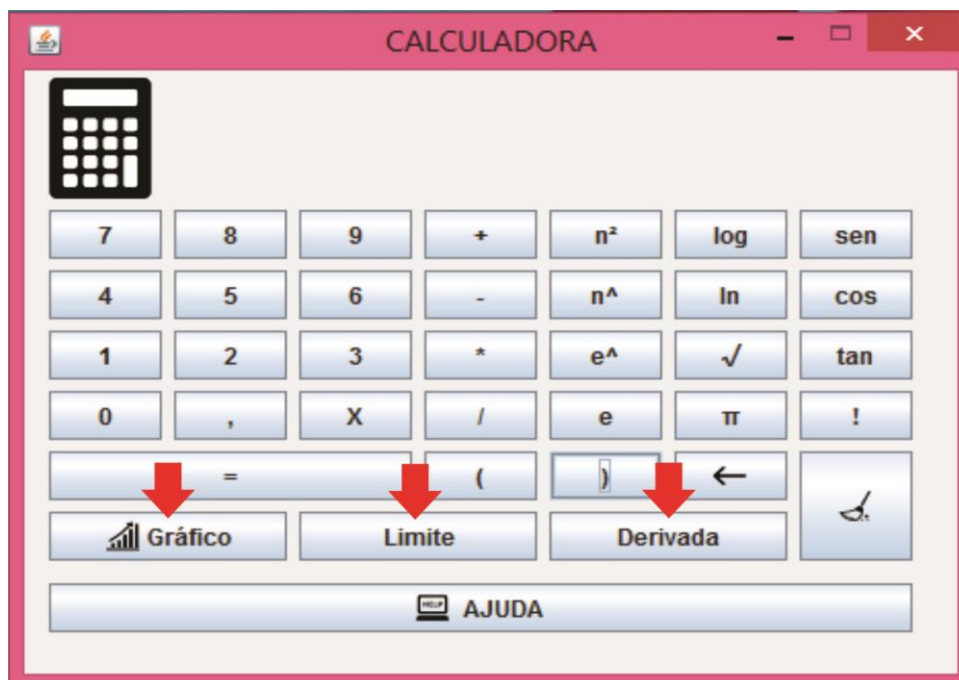 CALCULADORA
7 8 9 + n² log sen
4 5 6 - n^ ln cos
1 2 3 * e^ √ tan
0 , X / e π !
= ( ) ←
Gráfico Limite Derivada
HELP AJUDA